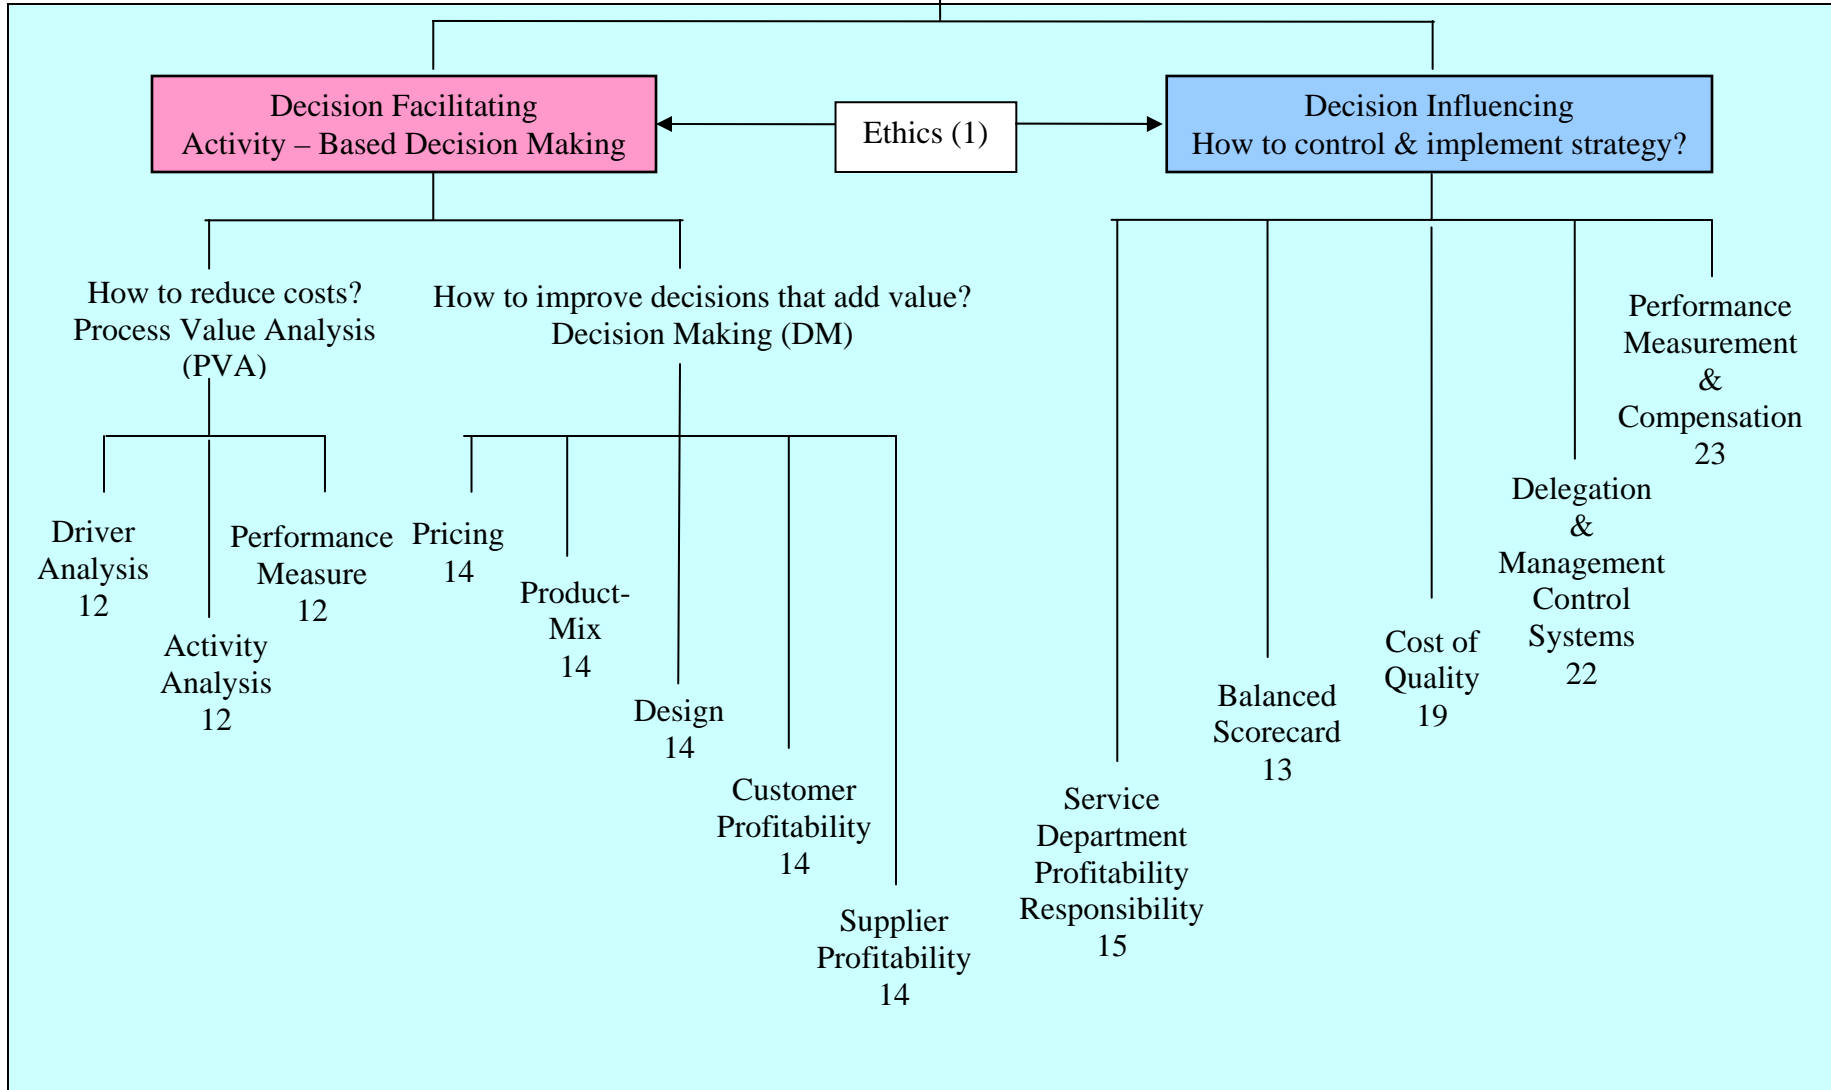 Decision Facilitating
Activity – Based Decision Making
Ethics (1)
Decision Influencing
How to control & implement strategy?
How to reduce costs?
Process Value Analysis
(PVA)
How to improve decisions that add value?
Decision Making (DM)
Driver
Analysis
12
Activity
Analysis
12
Performance
Measure
12
Pricing
14
Product-
Mix
14
Design
14
Customer
Profitability
14
Supplier
Profitability
14
Service
Department
Profitability
Responsibility
15
Balanced
Scorecard
13
Cost of
Quality
19
Delegation
&
Management
Control
Systems
22
Performance
Measurement
&
Compensation
23